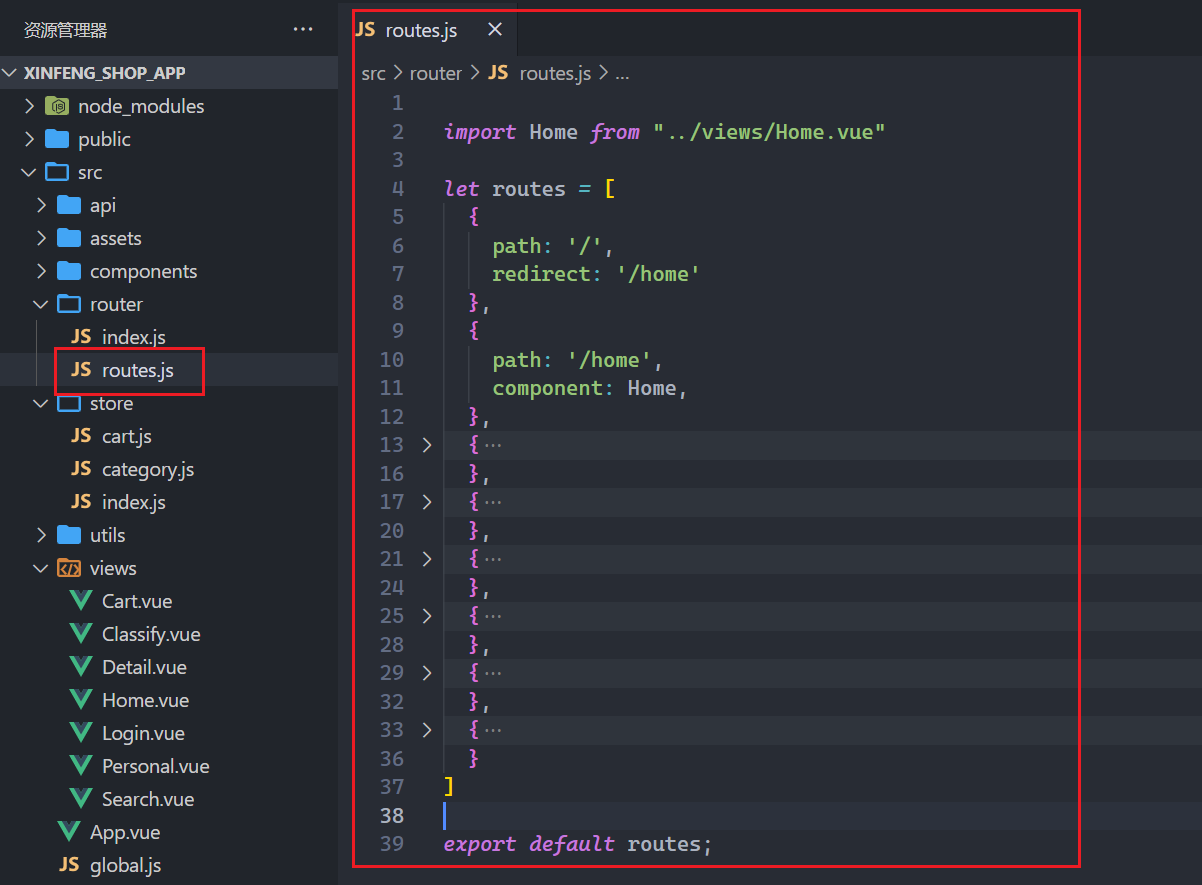 资源管理器
···
XINFENG_SHOP_APP
node_modules
public
src
api
assets
components
router
JS index.js
JS routes.js
store
JS cart.js
JS category.js
JS index.js
utils
views
Cart.vue
Classify.vue
Detail.vue
Home.vue
Login.vue
Personal.vue
Search.vue
App.vue
JS global.js
JS routes.js
src > router > JS routes.js > ...
1
2 import Home from "../views/Home.vue"
3
4 let routes = [
5 {
6 path: '/',
7 redirect: '/home'
8 },
9 {
10 path: '/home',
11 component: Home,
12 },
13 { ···
16 },
17 { ···
20 },
21 { ···
24 },
25 { ···
28 },
29 { ···
32 },
33 { ···
36 }
37 ]
38
39 export default routes;